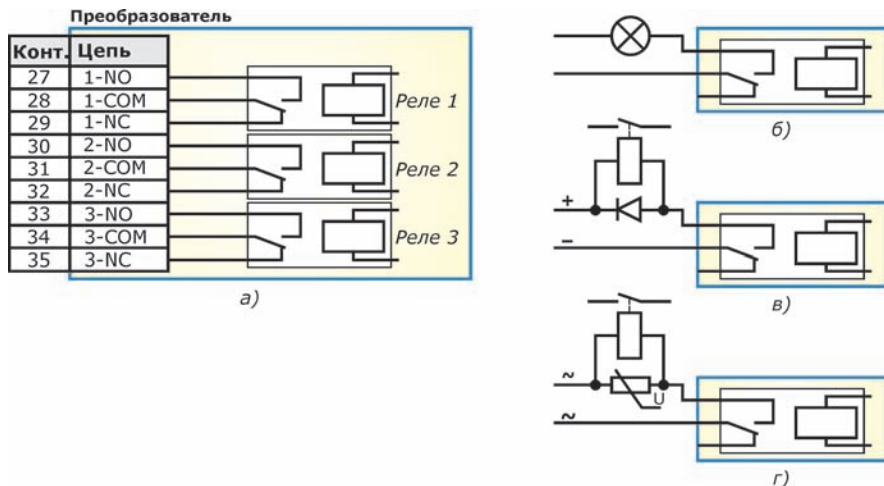 Преобразователь
Конт. Цепь
27 1-NO
28 1-COM
29 1-NC
30 2-NO
31 2-COM
32 2-NC
33 3-NO
34 3-COM
35 3-NC
Реле 1
Реле 2
Реле 3
а)
б)
+
–
в)
~
U
~
г)